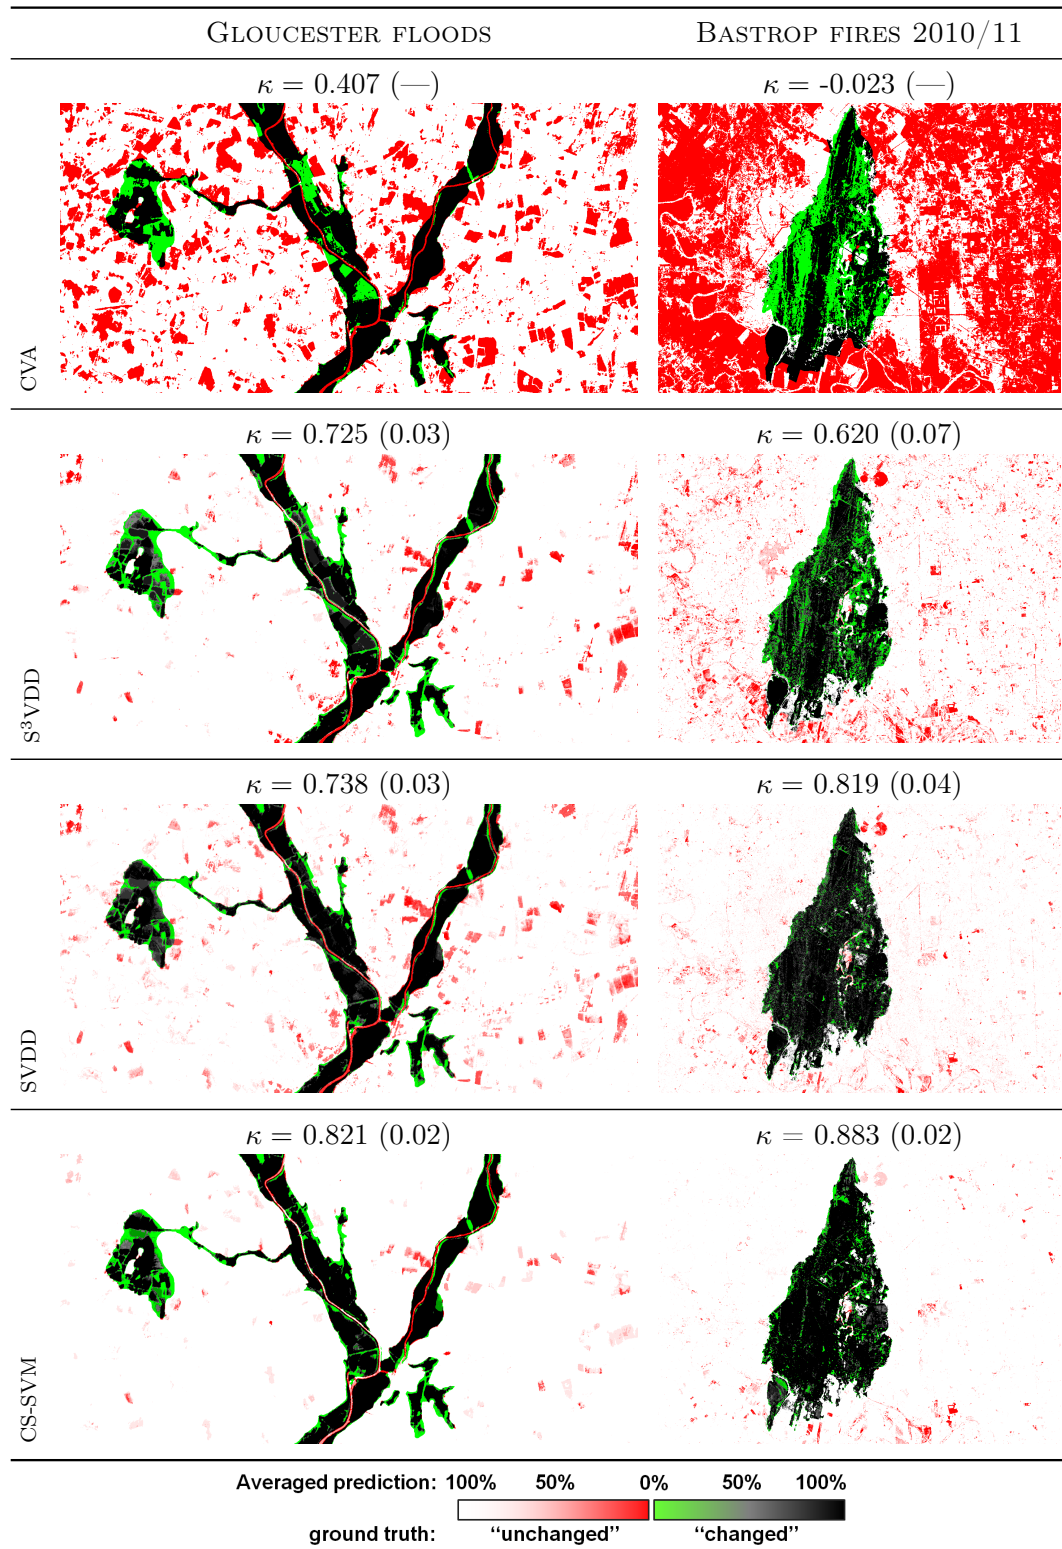 GLOUCESTER FLOODS BASTROP FIRES 2010/11
κ = 0.407 (—) κ = -0.023 (—)
CVA
κ = 0.725 (0.03) κ = 0.620 (0.07)
S³VDD
κ = 0.738 (0.03) κ = 0.819 (0.04)
SVDD
κ = 0.821 (0.02) κ = 0.883 (0.02)
CS-SVM
Averaged prediction: 100% 50% 0% 50% 100%
ground truth: “unchanged” “changed”